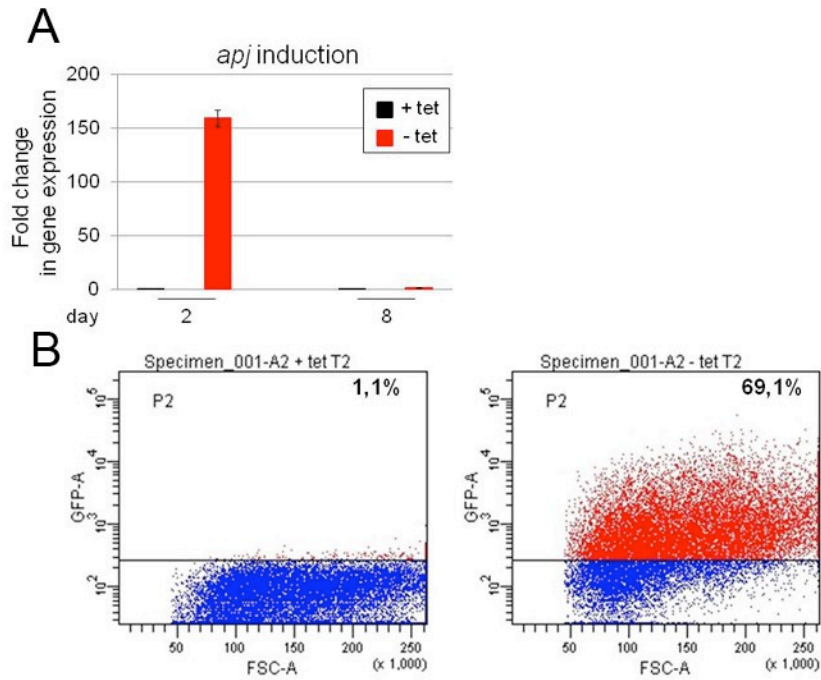 A
apj induction
200
150
100
50
0
Fold change
in gene expression
+ tet
- tet
day
2
8
B
Specimen_001-A2 + tet T2
1,1%
P2
GFP-A
10^5
10^4
10^3
10^2
50
100
150
200
250
(x 1,000)
FSC-A
Specimen_001-A2 - tet T2
69,1%
P2
GFP-A
10^5
10^4
10^3
10^2
50
100
150
200
250
(x 1,000)
FSC-A